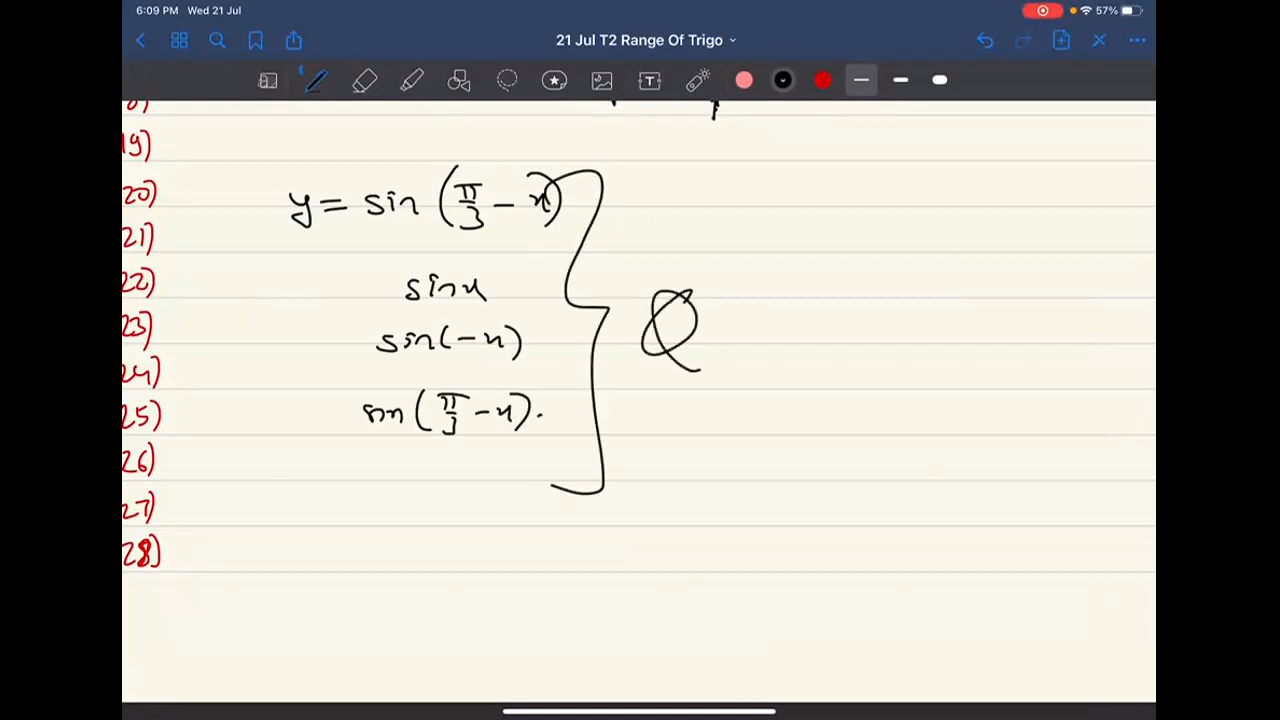 6:09 PM Wed 21 Jul
57%
21 Jul T2 Range Of Trigo
19)
20)
21)
22)
23)
24)
25)
26)
27)
28)
y = sin (π/3 − x)
sin x
sin(−x)
sin (π/3 − x).
Q